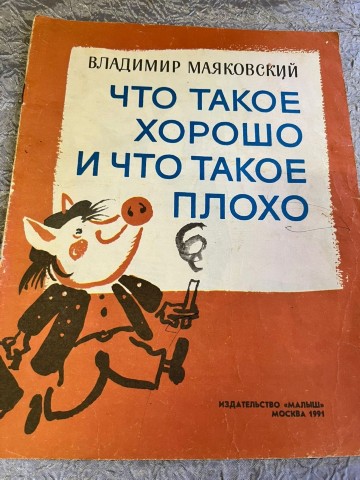 ВЛАДИМИР МАЯКОВСКИЙ
ЧТО ТАКОЕ
ХОРОШО
И ЧТО ТАКОЕ
ПЛОХО
ИЗДАТЕЛЬСТВО «МАЛЫШ»
МОСКВА 1991